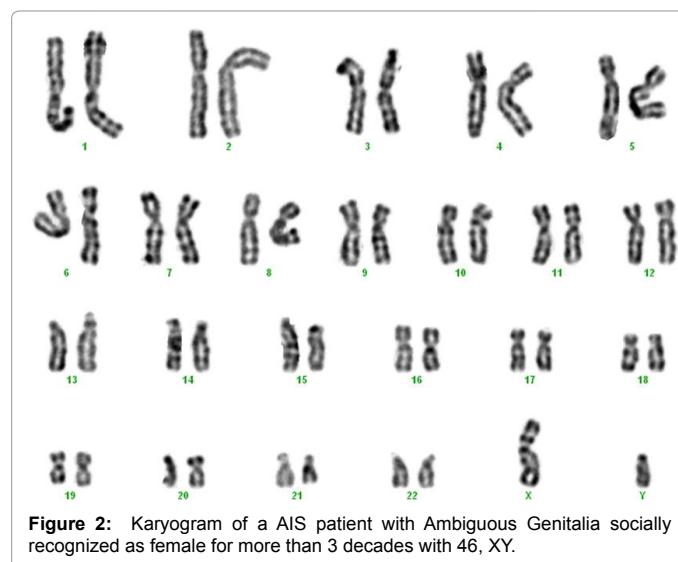 1 2 3 4 5
6 7 8 9 10 11 12
13 14 15 16 17 18
19 20 21 22 X Y
Figure 2: Karyogram of a AIS patient with Ambiguous Genitalia socially
recognized as female for more than 3 decades with 46, XY.